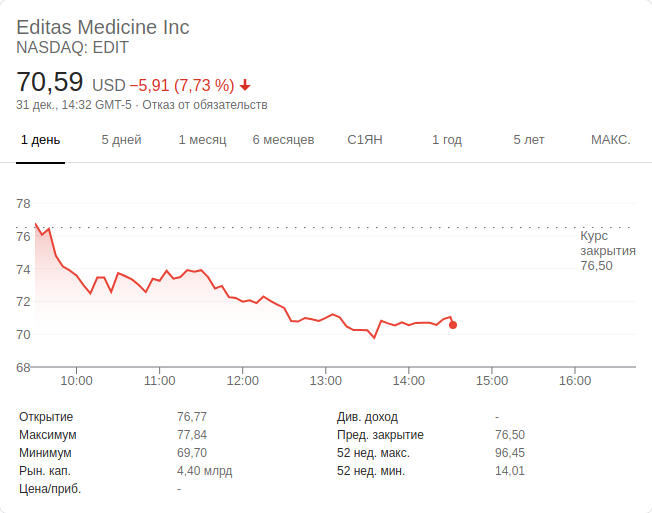 Editas Medicine Inc
NASDAQ: EDIT
70,59 USD −5,91 (7,73 %)
31 дек., 14:32 GMT-5 · Отказ от обязательств
1 день 5 дней 1 месяц 6 месяцев С1ЯН 1 год 5 лет МАКС.
78
76
74
72
70
68
Курс
закрытия
76,50
10:00 11:00 12:00 13:00 14:00 15:00 16:00
Открытие 76,77 Див. доход -
Максимум 77,84 Пред. закрытие 76,50
Минимум 69,70 52 нед. макс. 96,45
Рын. кап. 4,40 млрд 52 нед. мин. 14,01
Цена/приб. -